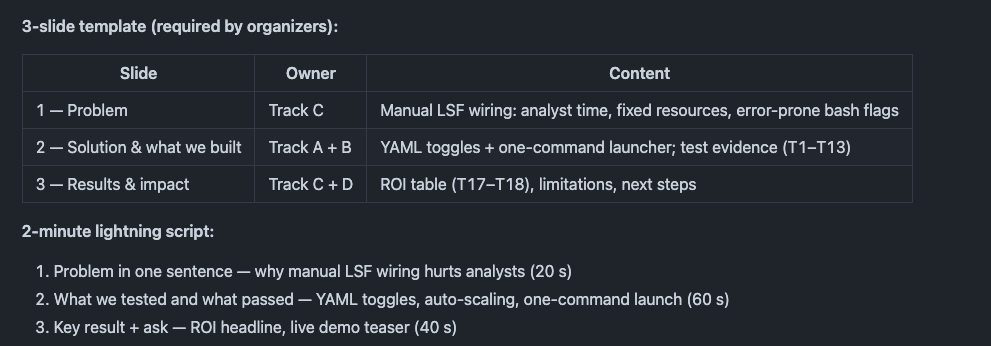 3-slide template (required by organizers):
Slide Owner Content
1 — Problem Track C Manual LSF wiring: analyst time, fixed resources, error-prone bash flags
2 — Solution & what we built Track A + B YAML toggles + one-command launcher; test evidence (T1–T13)
3 — Results & impact Track C + D ROI table (T17–T18), limitations, next steps
2-minute lightning script:
1. Problem in one sentence — why manual LSF wiring hurts analysts (20 s)
2. What we tested and what passed — YAML toggles, auto-scaling, one-command launch (60 s)
3. Key result + ask — ROI headline, live demo teaser (40 s)